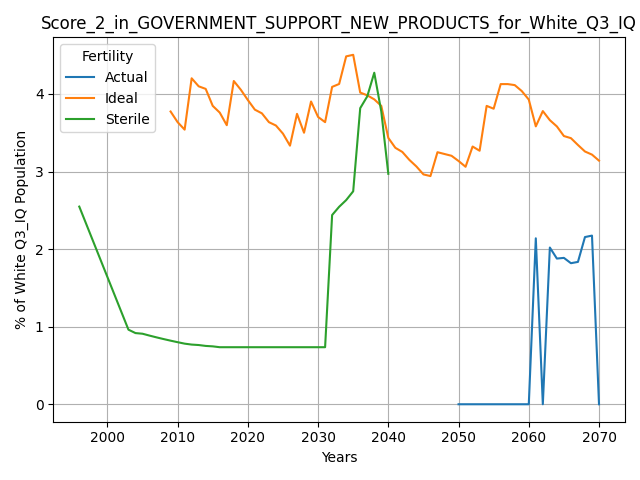 Score_2_in_GOVERNMENT_SUPPORT_NEW_PRODUCTS_for_White_Q3_IQ
Fertility
Actual
Ideal
Sterile
% of White Q3_IQ Population
4
3
2
1
0
2000 2010 2020 2030 2040 2050 2060 2070
Years